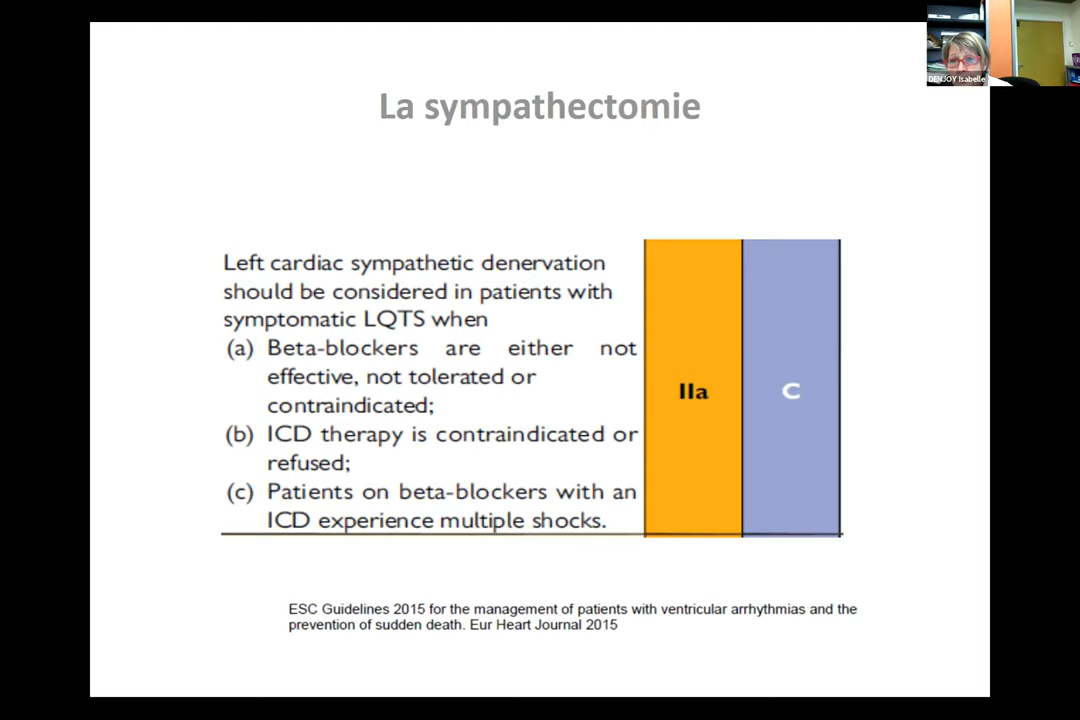 DENJOY Isabelle
La sympathectomie
Left cardiac sympathetic denervation
should be considered in patients with
symptomatic LQTS when
(a) Beta-blockers are either not
effective, not tolerated or
contraindicated;
(b) ICD therapy is contraindicated or
refused;
(c) Patients on beta-blockers with an
ICD experience multiple shocks.
IIa
C
ESC Guidelines 2015 for the management of patients with ventricular arrhythmias and the
prevention of sudden death. Eur Heart Journal 2015